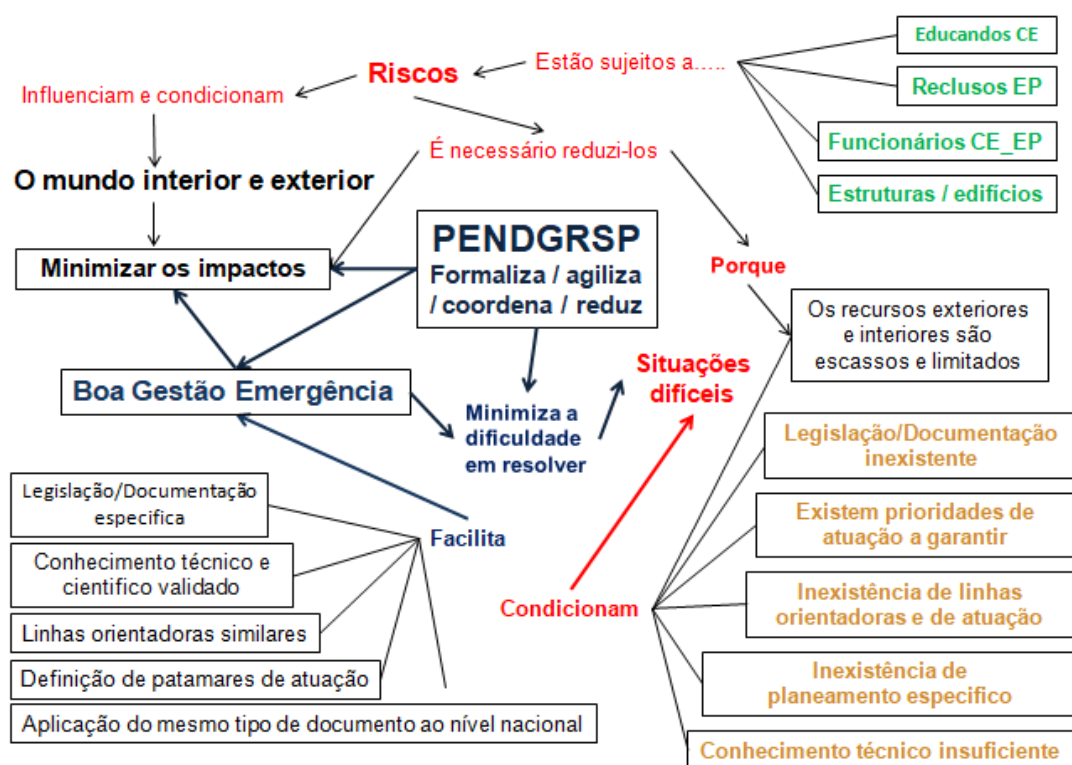 Educandos CE
Estão sujeitos a.....
Riscos
Reclusos EP
Influenciam e condicionam
Funcionários CE_EP
É necessário reduzi-los
O mundo interior e exterior
Estruturas / edifícios
PENDGRSP
Formaliza / agiliza
/ coordena / reduz
Minimizar os impactos
Porque
Os recursos exteriores
e interiores são
escassos e limitados
Situações
difíceis
Boa Gestão Emergência
Minimiza a
dificuldade
em resolver
Legislação/Documentação
inexistente
Legislação/Documentação
especifica
Existem prioridades de
atuação a garantir
Facilita
Conhecimento técnico e
cientifico validado
Inexistência de linhas
orientadoras e de atuação
Condicionam
Linhas orientadoras similares
Inexistência de
planeamento especifico
Definição de patamares de atuação
Aplicação do mesmo tipo de documento ao nível nacional
Conhecimento técnico insuficiente